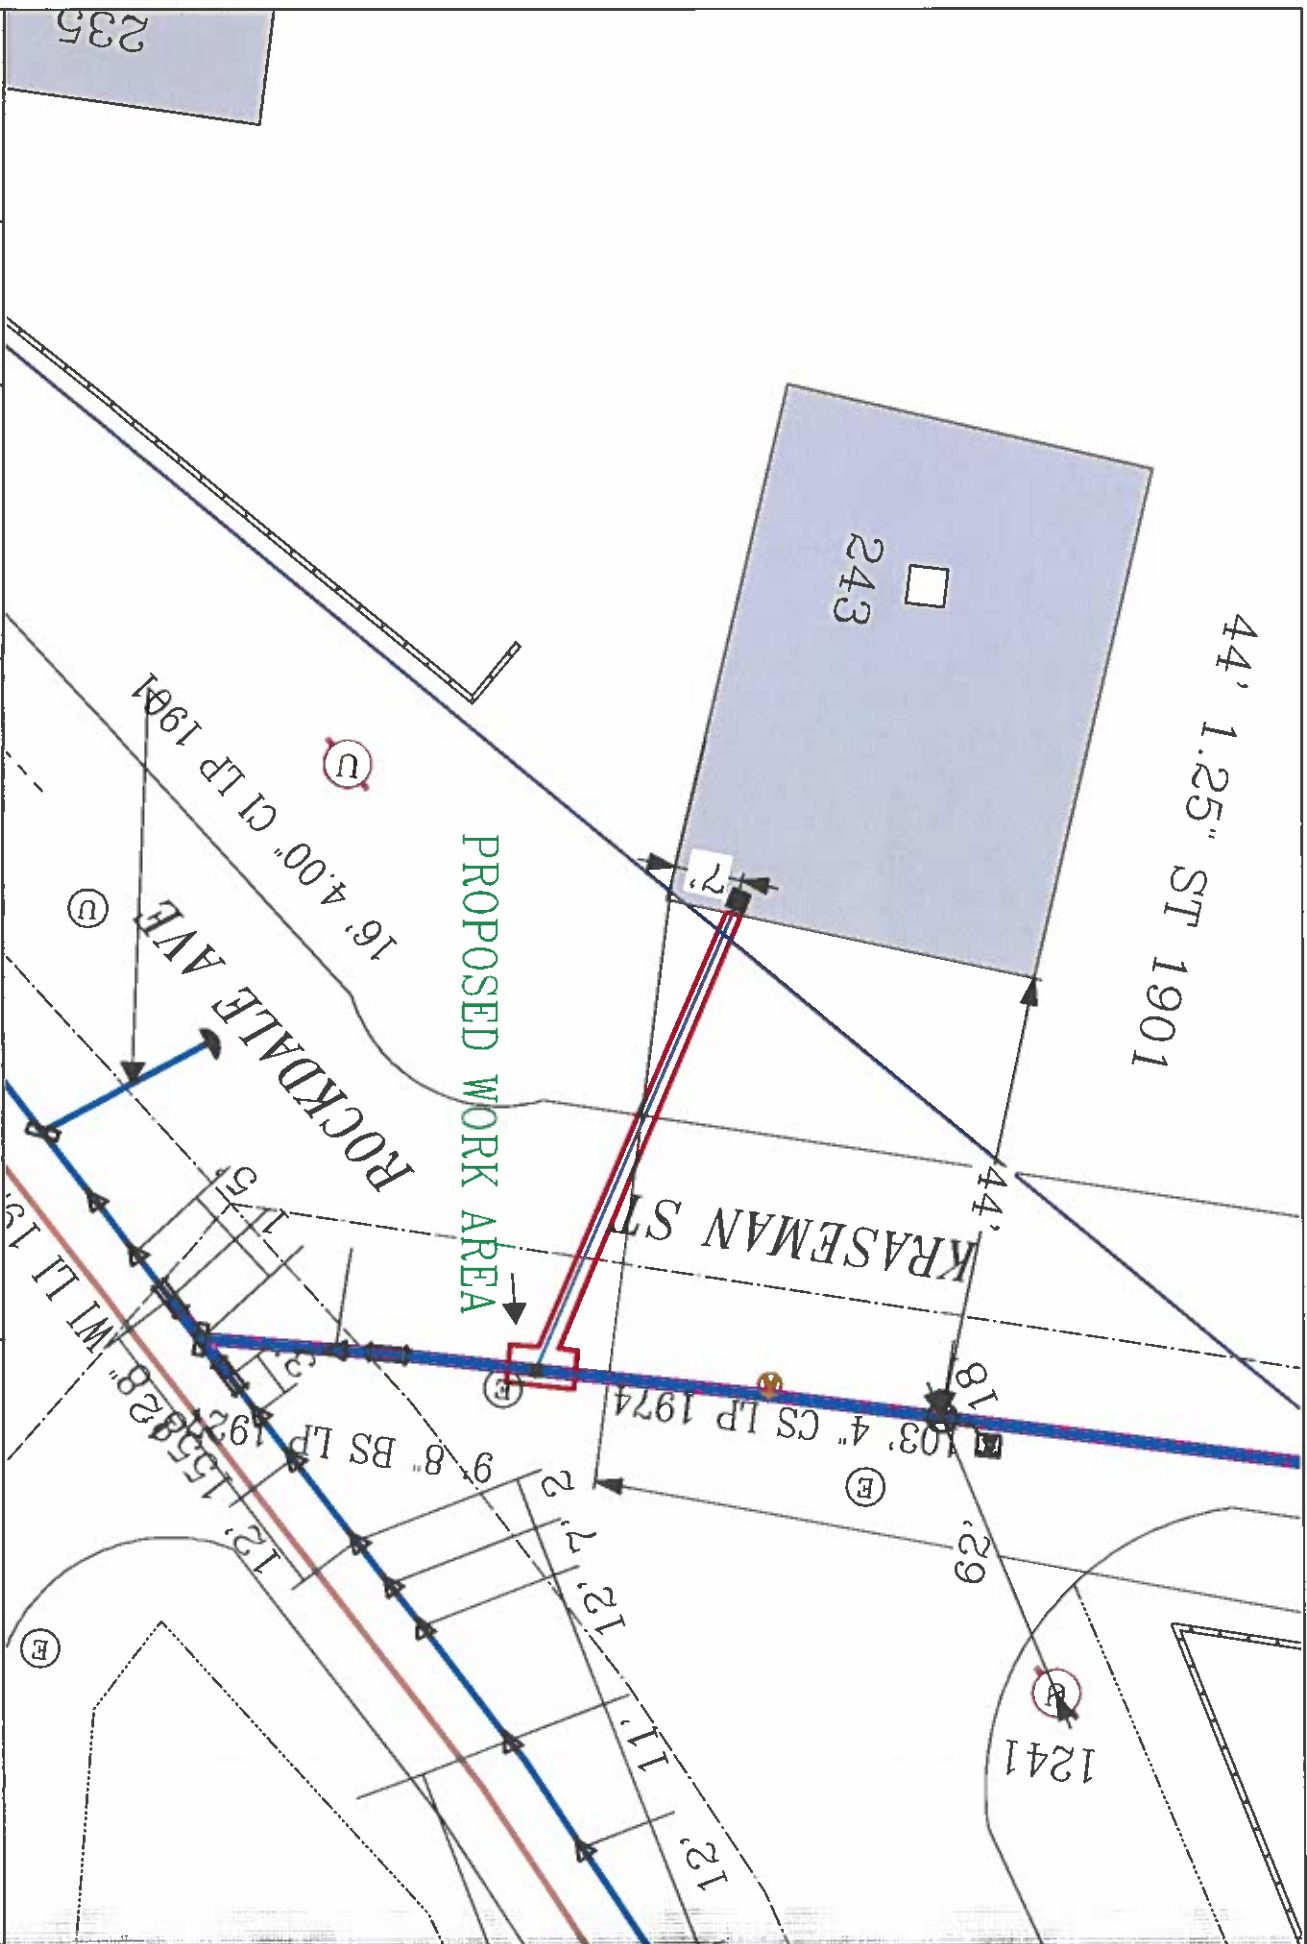 235
243
44' 1.25" ST 1901
7'
U
16' 4.00" CI LP 1901
U
ROCKDALE AVE
PROPOSED WORK AREA
KRASEMAN ST
44'
18
103' 4" CS LP 1974
E
E
62'
U
1241
5'
1
3'
9' 8" BS LP
12'
2
7'
12'
11'
12'
E